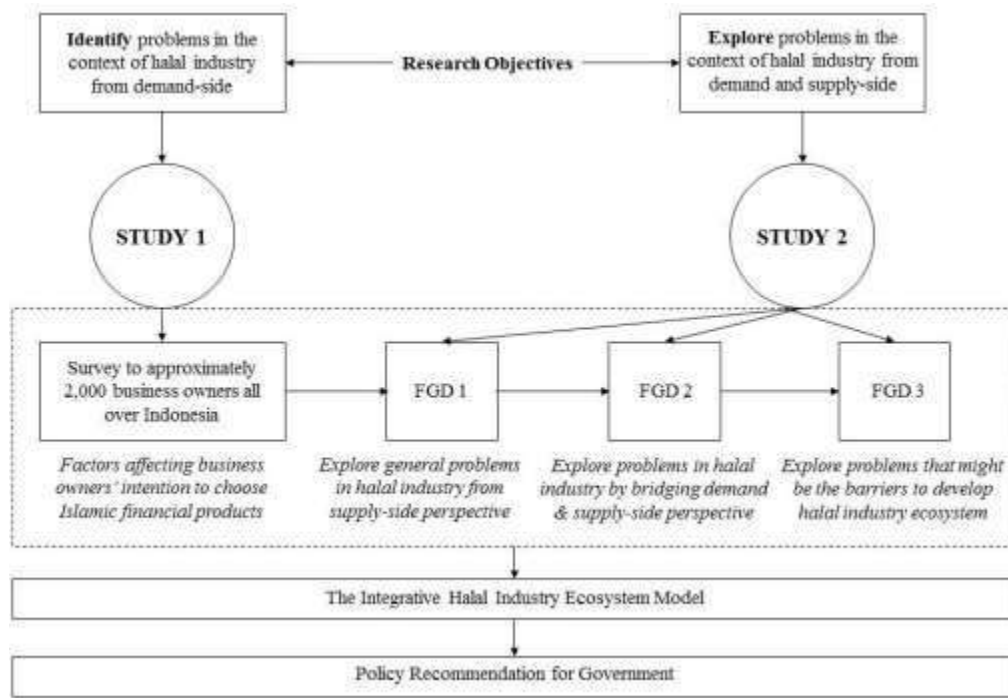 Identify problems in the
context of halal industry
from demand-side
Research Objectives
Explore problems in the
context of halal industry from
demand and supply-side
STUDY 1
STUDY 2
Survey to approximately
2,000 business owners all
over Indonesia
FGD 1
FGD 2
FGD 3
Factors affecting business
owners' intention to choose
Islamic financial products
Explore general problems
in halal industry from
supply-side perspective
Explore problems in halal
industry by bridging demand
& supply-side perspective
Explore problems that might
be the barriers to develop
halal industry ecosystem
The Integrative Halal Industry Ecosystem Model
Policy Recommendation for Government